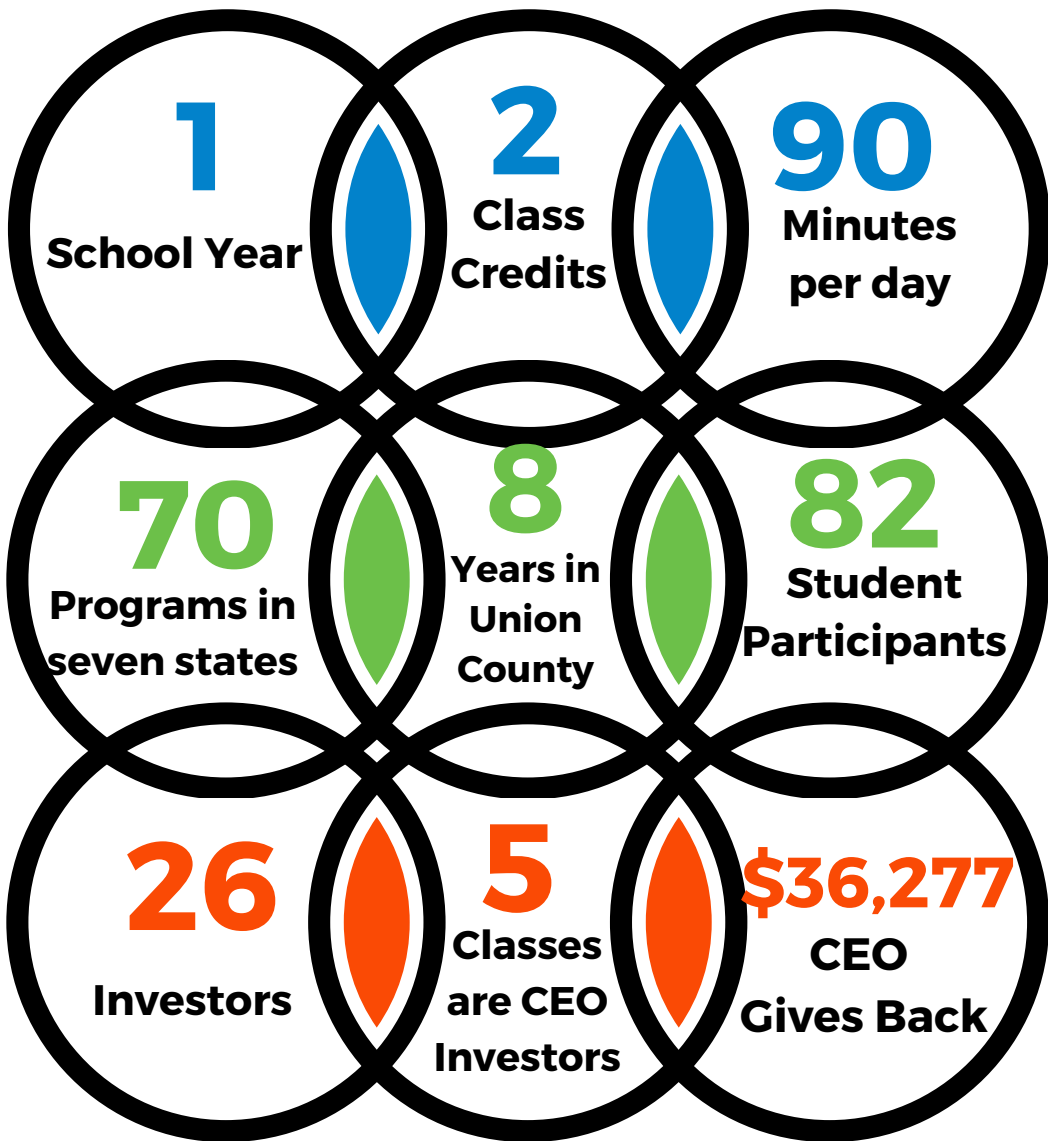 1
School Year
2
Class
Credits
90
Minutes
per day
70
Programs in
seven states
8
Years in
Union
County
82
Student
Participants
26
Investors
5
Classes
are CEO
Investors
$36,277
CEO
Gives Back